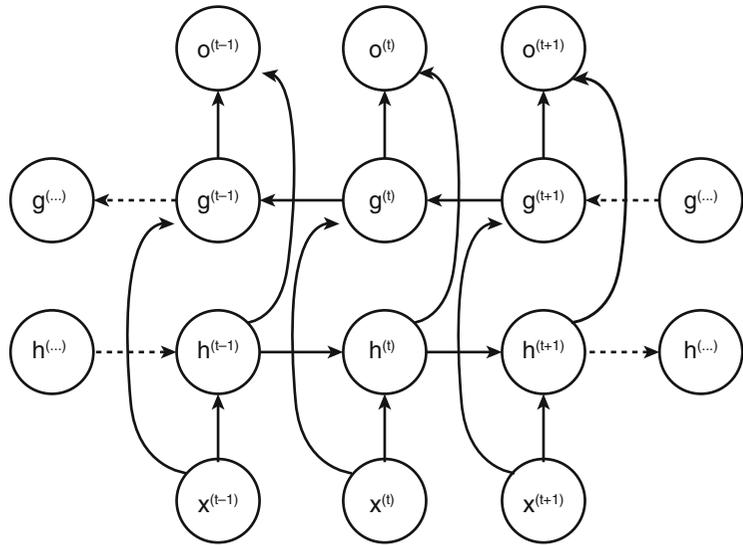 o(t–1) o(t) o(t+1)
g(...) g(t–1) g(t) g(t+1) g(...)
h(...) h(t–1) h(t) h(t+1) h(...)
x(t–1) x(t) x(t+1)